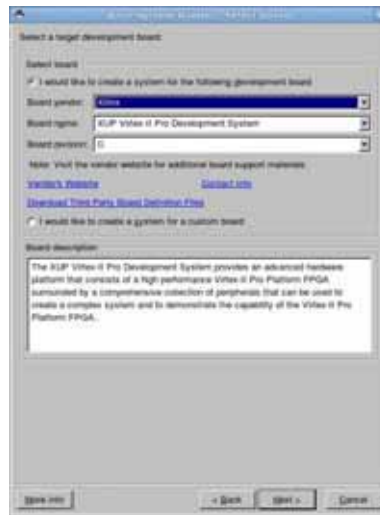 Base System Builder - Select Board
Select a target development board:
Select board
I would like to create a system for the following development board
Board vendor: Xilinx
Board name: XUP Virtex-II Pro Development System
Board revision: C
Note: Visit the vendor website for additional board support materials.
Vendor's Website Contact Info
Download Third Party Board Definition Files
I would like to create a system for a custom board
Board description
The XUP Virtex-II Pro Development System provides an advanced hardware
platform that consists of a high performance Virtex-II Pro Platform FPGA
surrounded by a comprehensive collection of peripherals that can be used to
create a complex system and to demonstrate the capability of the Virtex-II Pro
Platform FPGA.
More Info < Back Next > Cancel